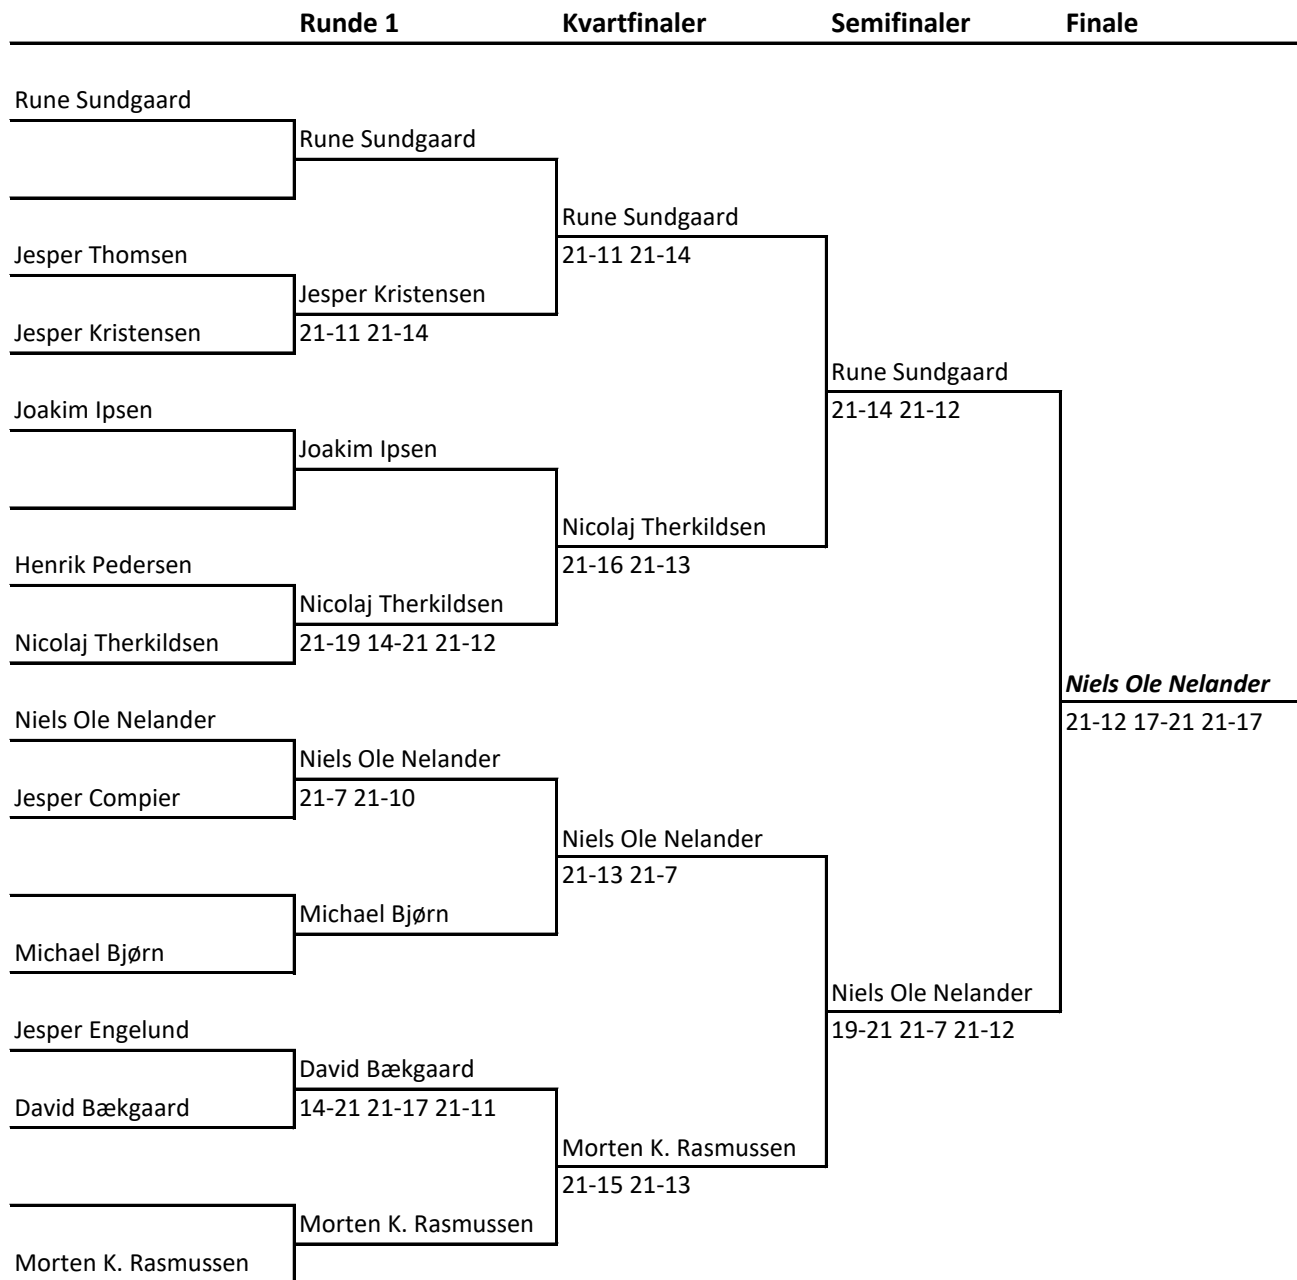 Runde 1 Kvartfinaler Semifinaler Finale
Rune Sundgaard
Rune Sundgaard
Rune Sundgaard
Jesper Thomsen 21-11 21-14
Jesper Kristensen
Jesper Kristensen 21-11 21-14
Rune Sundgaard
Joakim Ipsen 21-14 21-12
Joakim Ipsen
Nicolaj Therkildsen
Henrik Pedersen 21-16 21-13
Nicolaj Therkildsen
Nicolaj Therkildsen 21-19 14-21 21-12
Niels Ole Nelander
Niels Ole Nelander 21-12 17-21 21-17
Niels Ole Nelander
Jesper Compier 21-7 21-10
Niels Ole Nelander
21-13 21-7
Michael Bjørn
Michael Bjørn
Niels Ole Nelander
Jesper Engelund 19-21 21-7 21-12
David Bækgaard
David Bækgaard 14-21 21-17 21-11
Morten K. Rasmussen
21-15 21-13
Morten K. Rasmussen
Morten K. Rasmussen